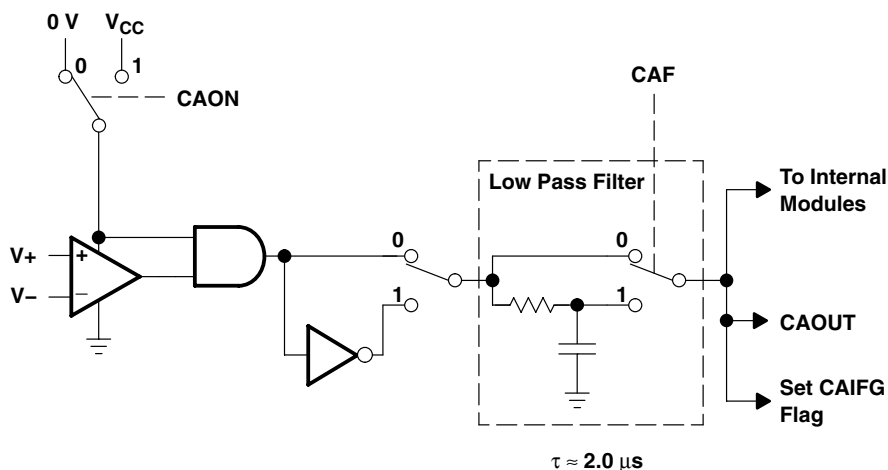 0 V
V_CC
0
1
CAON
CAF
Low Pass Filter
To Internal
Modules
V+
+
V−
−
0
1
0
1
CAOUT
Set CAIFG
Flag
τ ≈ 2.0 μs